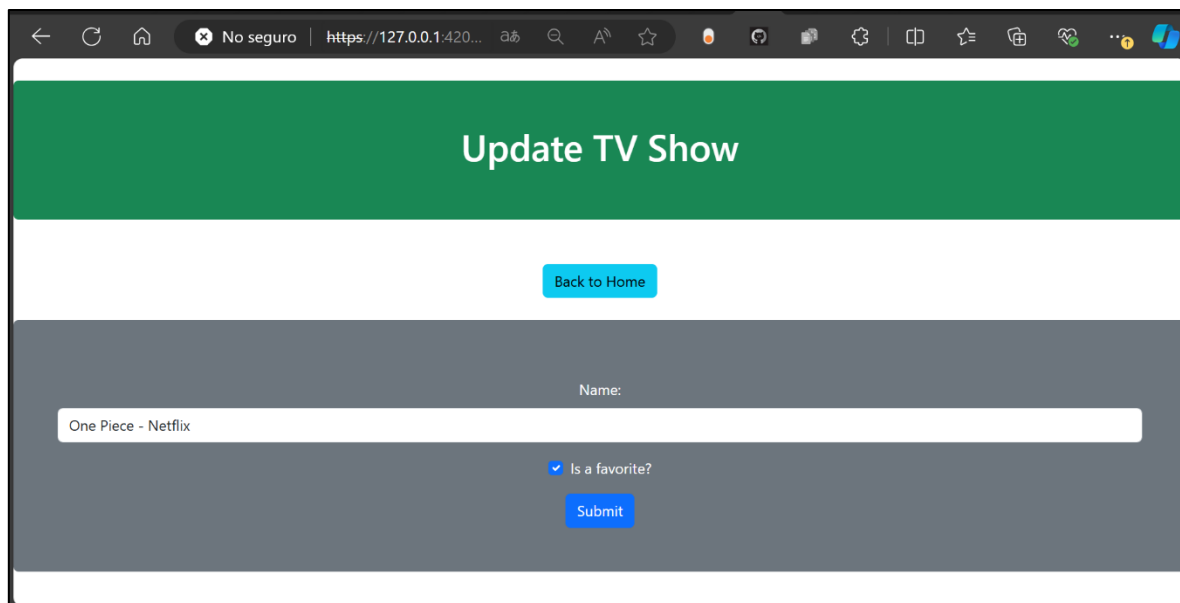 No seguro https://127.0.0.1:420...
Update TV Show
Back to Home
Name:
One Piece - Netflix
Is a favorite?
Submit